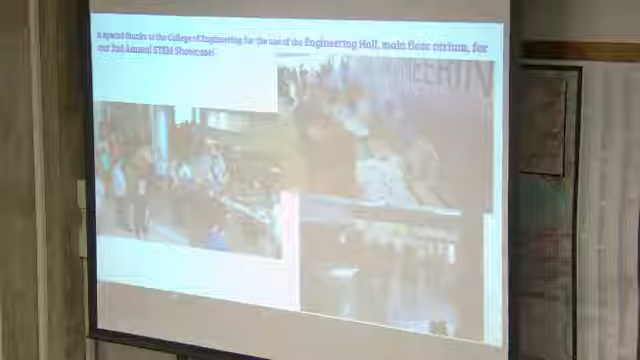 A special thanks to the College of Engineering for the use of the Engineering Hall, main floor atrium, for
our 2nd Annual STEM Showcase!